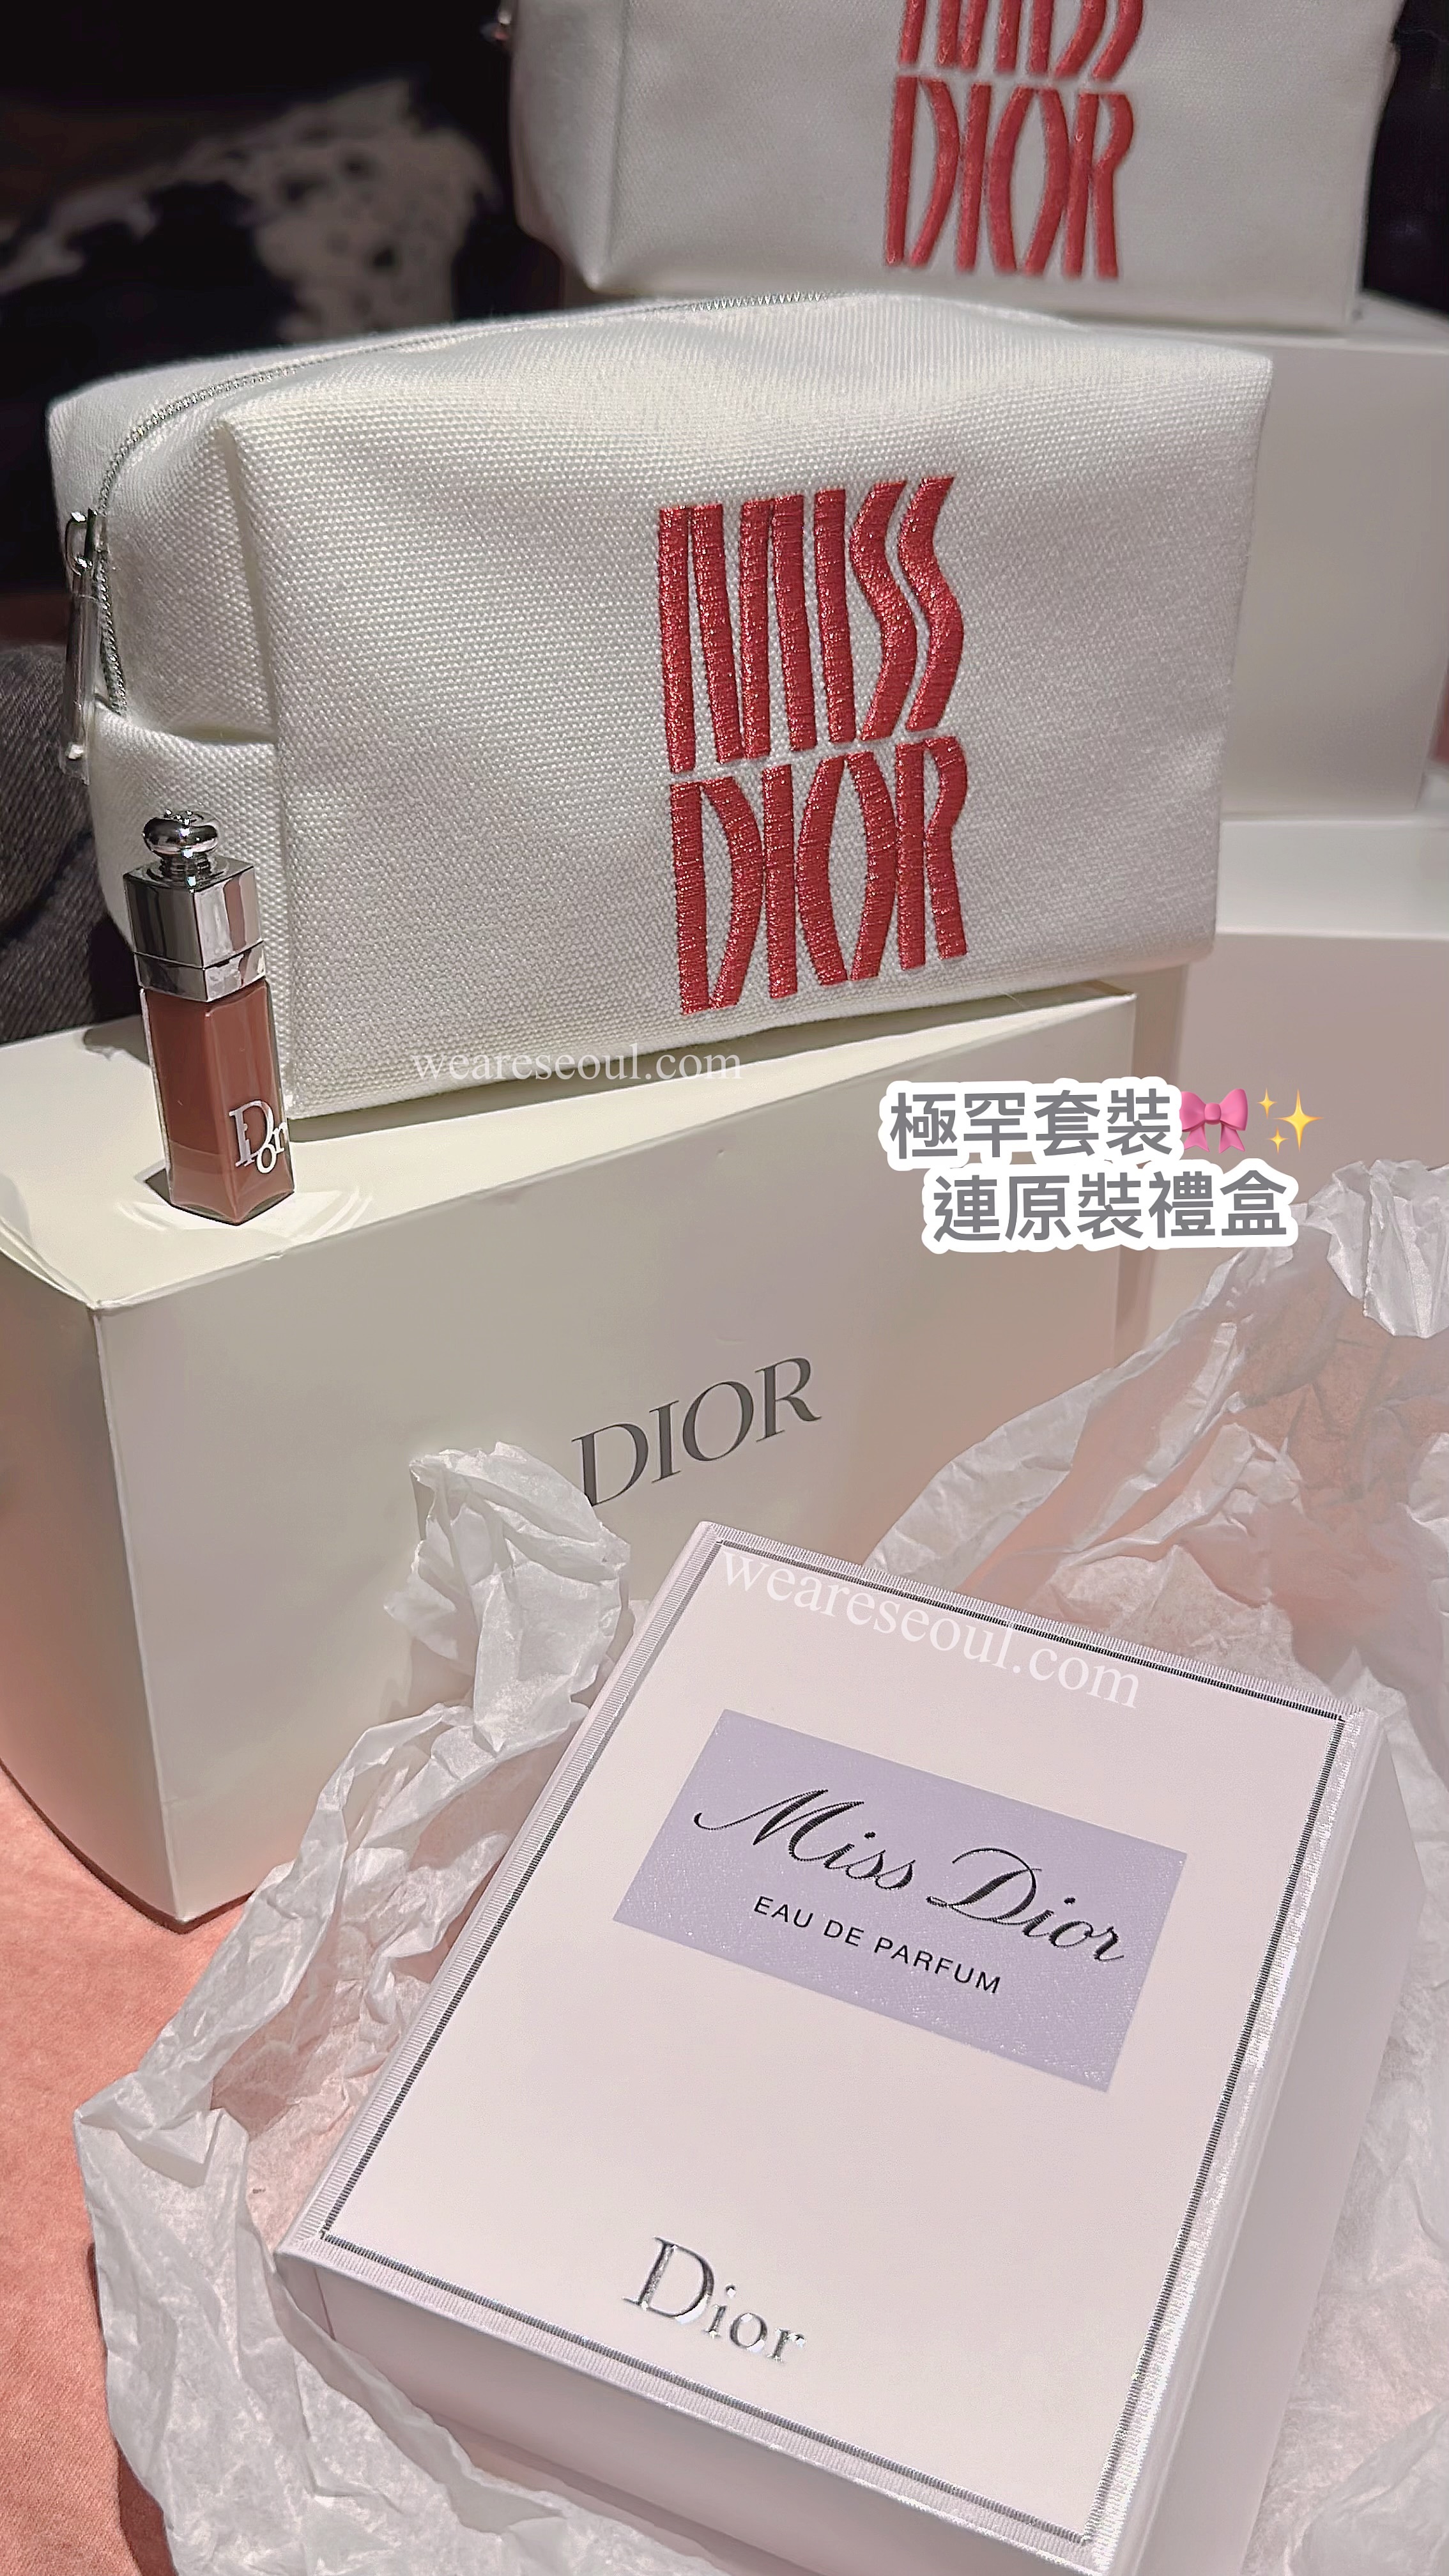 MISS
DIOR
MISS
DIOR
Dior
weareseoul.com
極罕套裝🎀✨
連原裝禮盒
DIOR
weareseoul.com
Miss Dior
EAU DE PARFUM
Dior